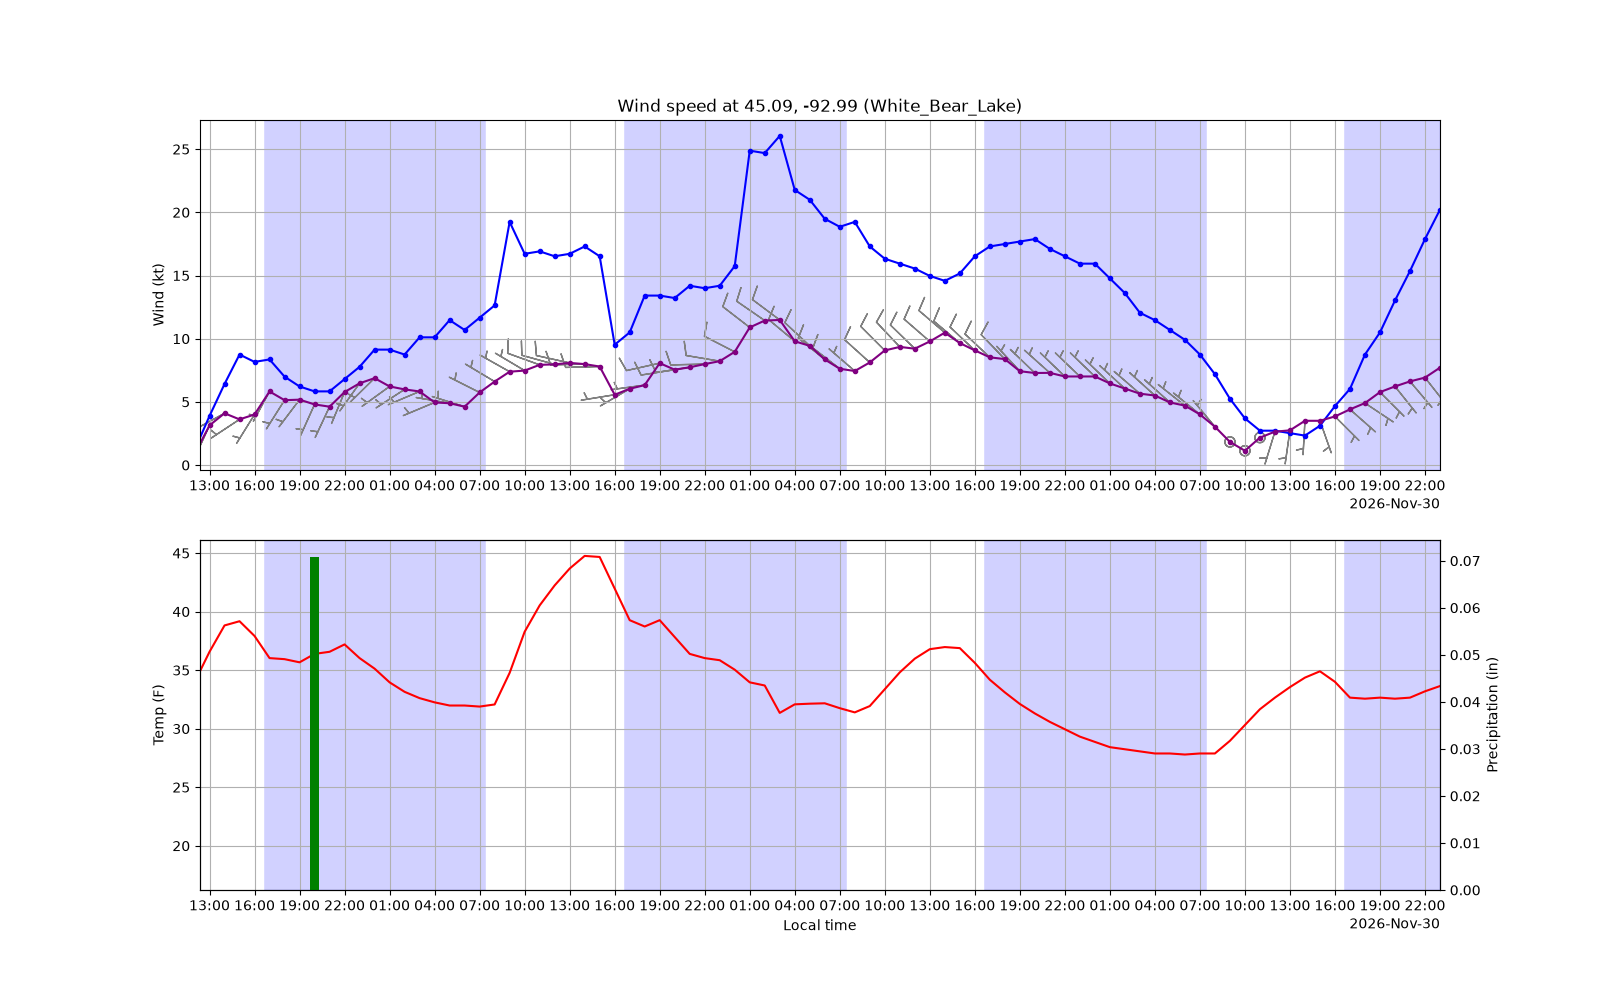 Wind speed at 45.09, -92.99 (White_Bear_Lake)
Wind (kt)
25
20
15
10
5
0
13:00 16:00 19:00 22:00 01:00 04:00 07:00 10:00 13:00 16:00 19:00 22:00 01:00 04:00 07:00 10:00 13:00 16:00 19:00 22:00 01:00 04:00 07:00 10:00 13:00 16:00 19:00 22:00
2026-Nov-30
Temp (F)
45
40
35
30
25
20
0.07
0.06
0.05
0.04
0.03
0.02
0.01
0.00
Precipitation (in)
13:00 16:00 19:00 22:00 01:00 04:00 07:00 10:00 13:00 16:00 19:00 22:00 01:00 04:00 07:00 10:00 13:00 16:00 19:00 22:00 01:00 04:00 07:00 10:00 13:00 16:00 19:00 22:00
Local time
2026-Nov-30